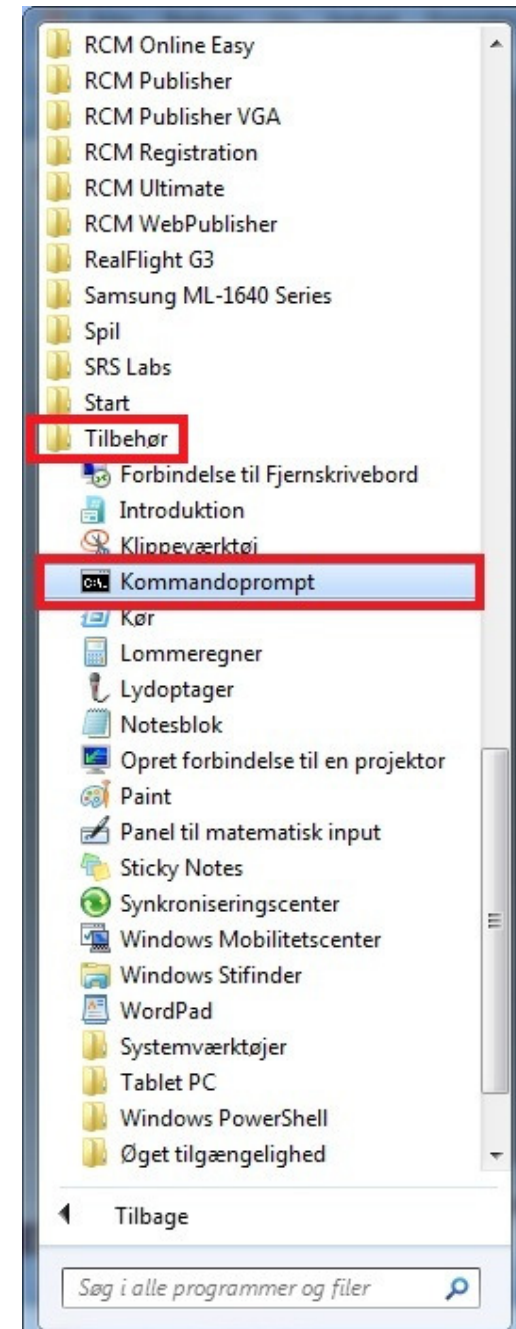 RCM Online Easy
RCM Publisher
RCM Publisher VGA
RCM Registration
RCM Ultimate
RCM WebPublisher
RealFlight G3
Samsung ML-1640 Series
Spil
SRS Labs
Start
Tilbehør
Forbindelse til Fjernskrivebord
Introduktion
Klippeværktøj
C:\.
Kommandoprompt
Kør
Lommeregner
Lydoptager
Notesblok
Opret forbindelse til en projektor
Paint
Panel til matematisk input
Sticky Notes
Synkroniseringscenter
Windows Mobilitetscenter
Windows Stifinder
WordPad
Systemværktøjer
Tablet PC
Windows PowerShell
Øget tilgængelighed
Tilbage
Søg i alle programmer og filer